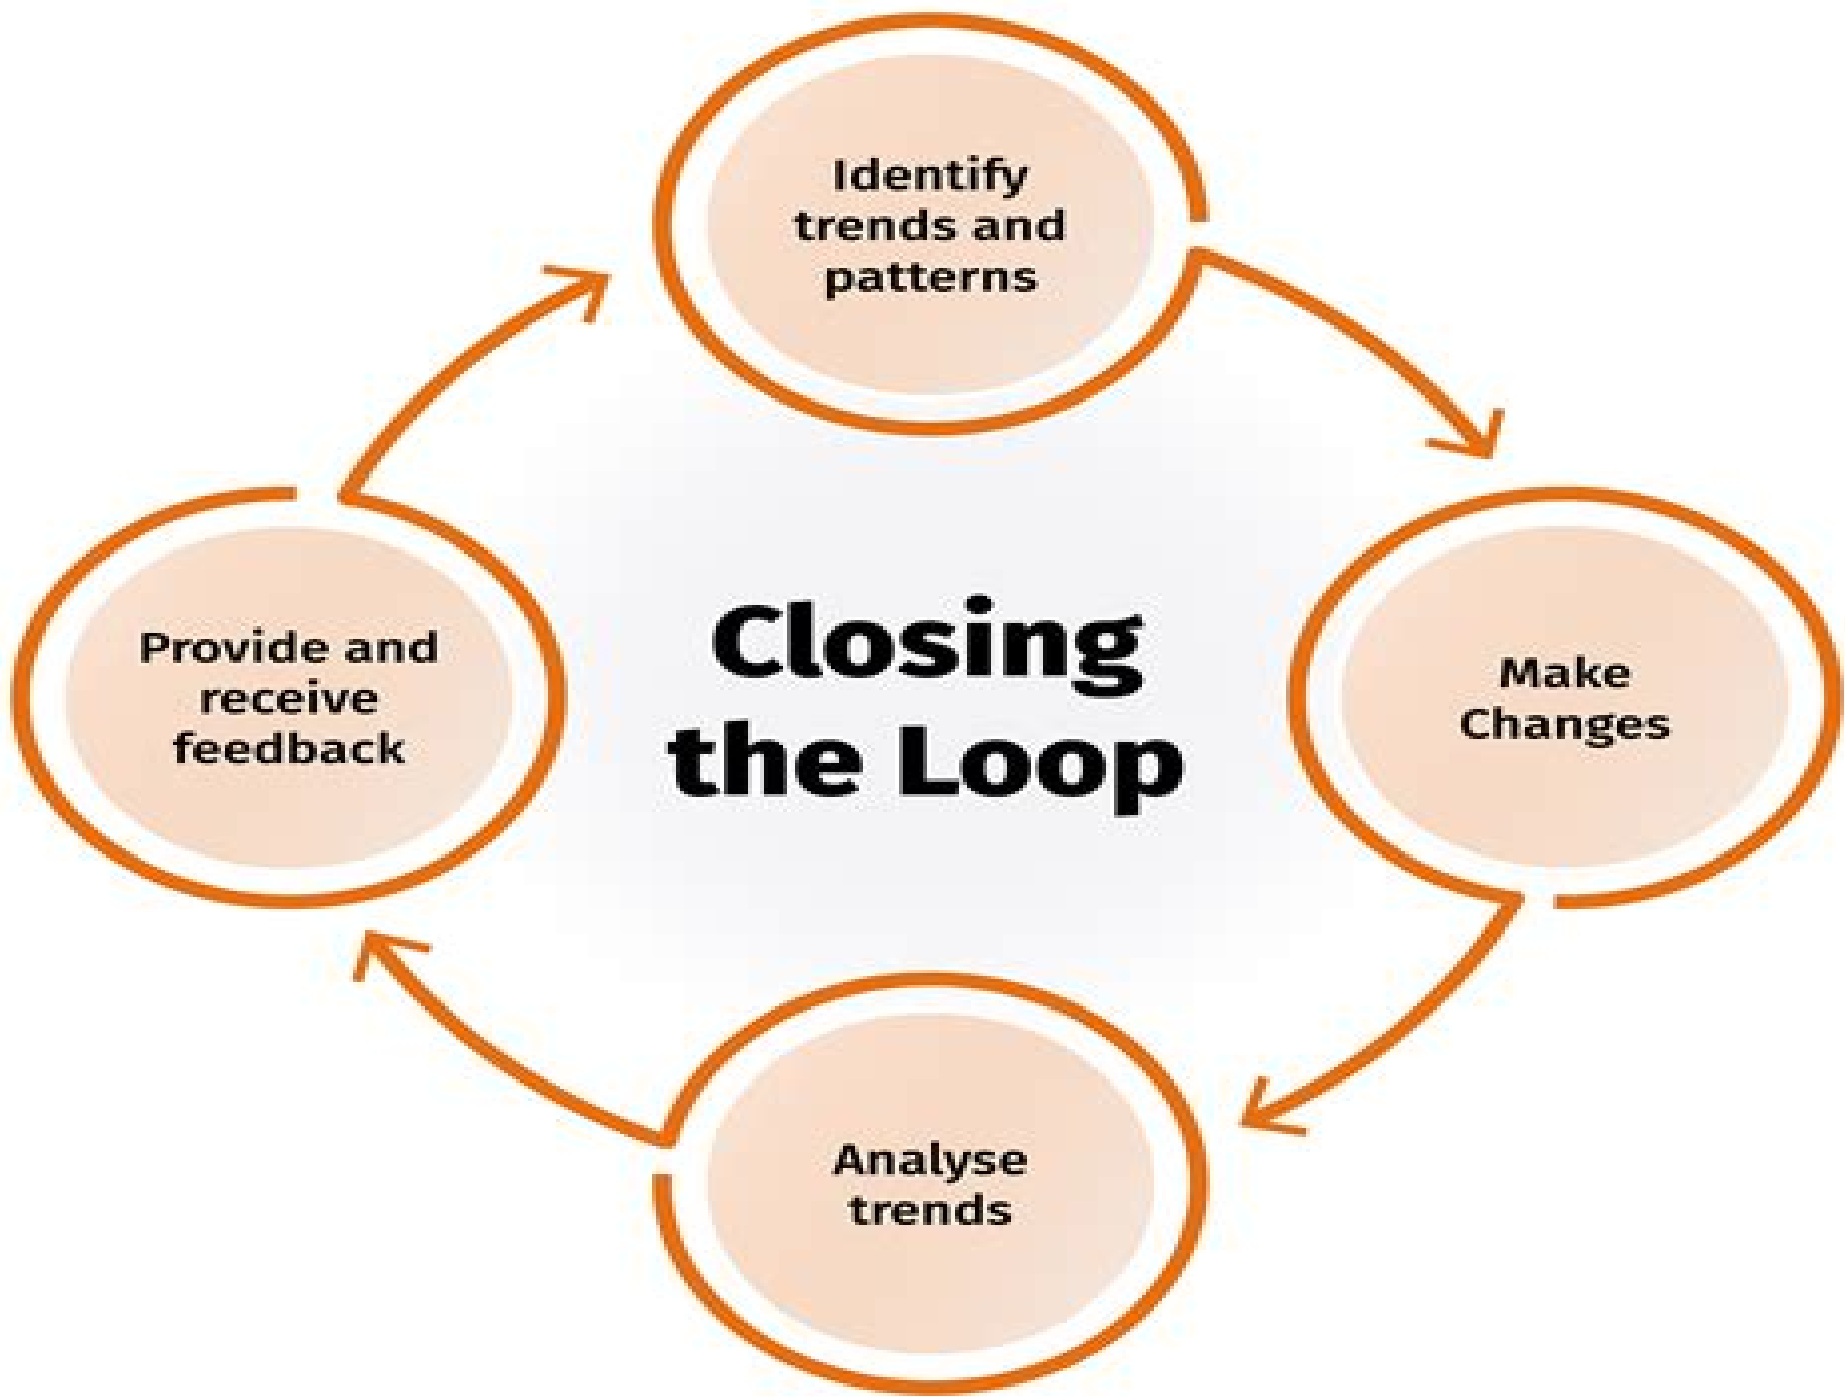 Identify
trends and
patterns
Provide and
receive
feedback
Closing
the Loop
Make
Changes
Analyse
trends